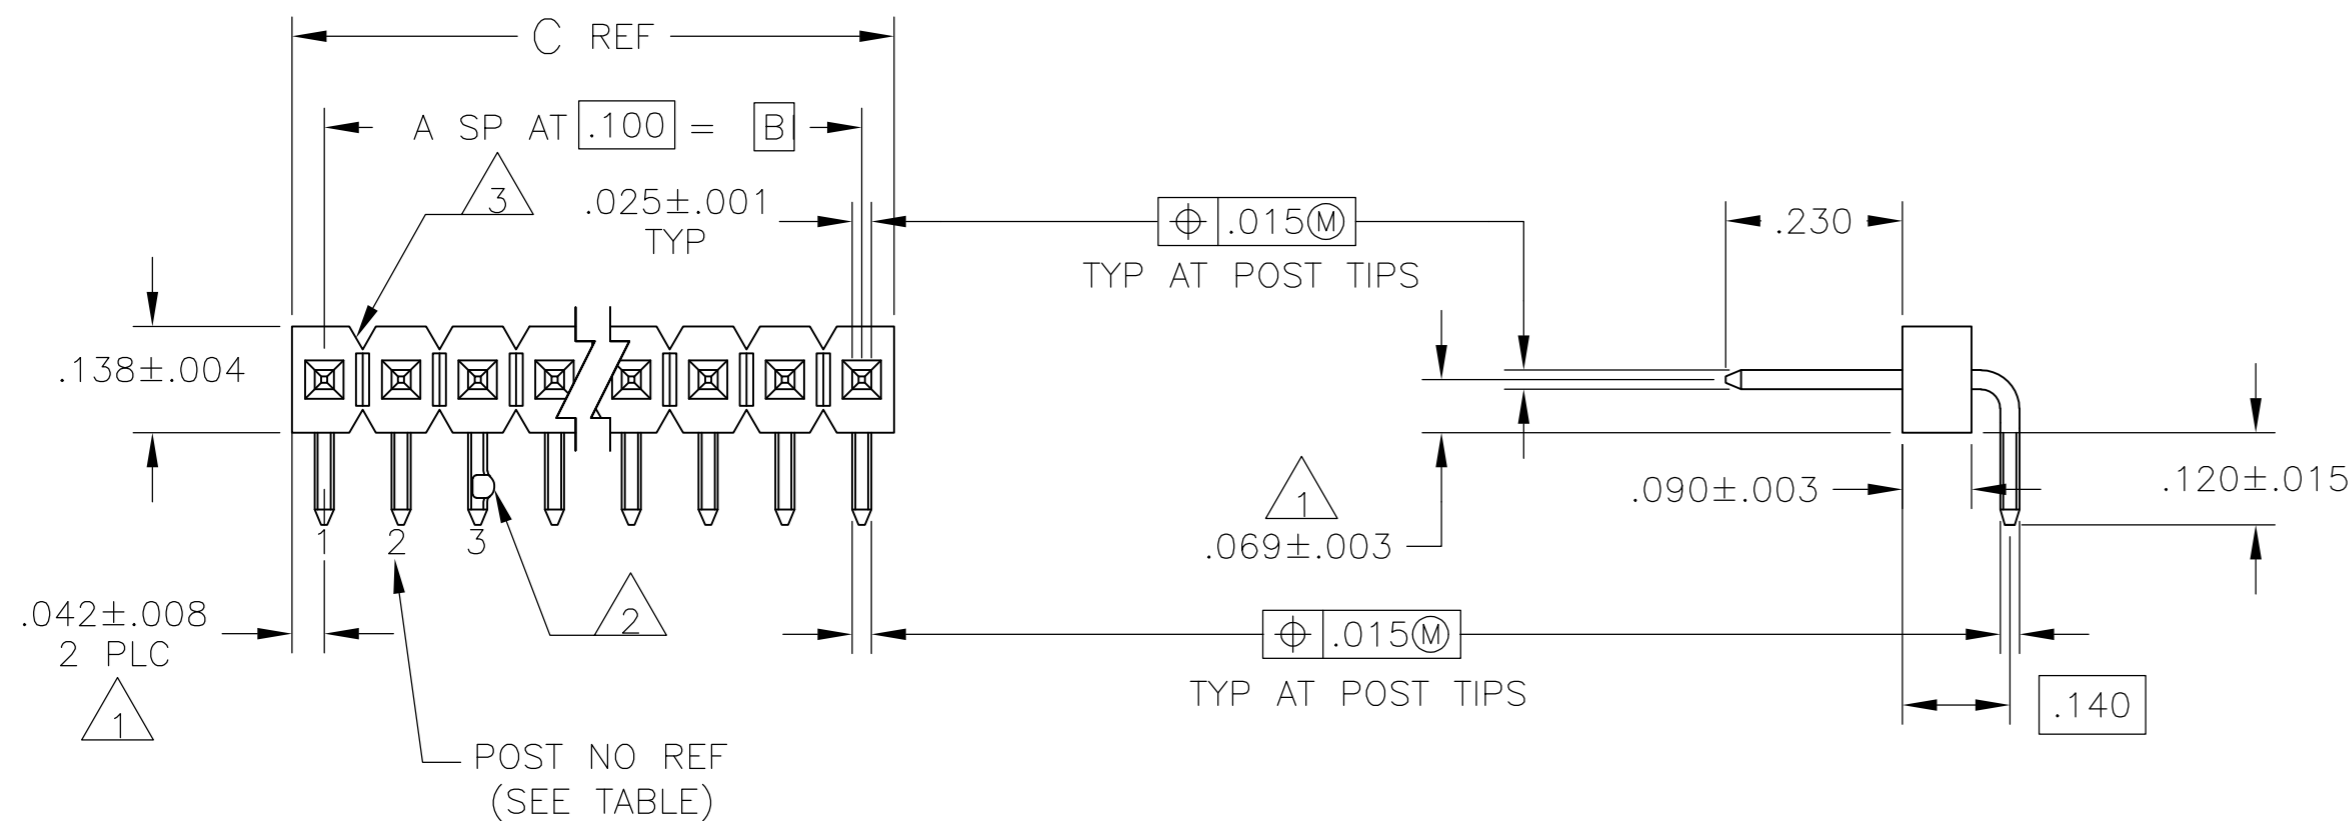 C REF
A SP AT .100 = B
3
.025±.001
TYP
⌖ .015Ⓜ
TYP AT POST TIPS
.230
.138±.004
1
.069±.003
.090±.003
.120±.015
1 2 3
.042±.008
2 PLC
1
2
⌖ .015Ⓜ
TYP AT POST TIPS
.140
POST NO REF
(SEE TABLE)